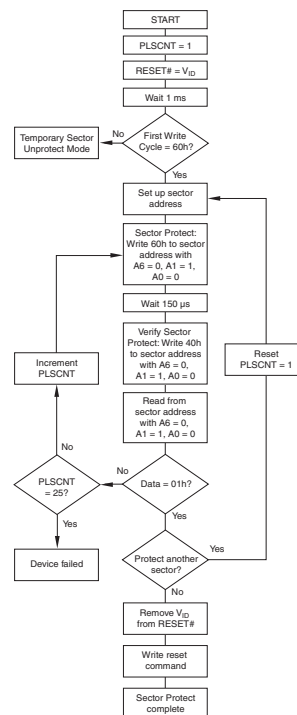 START
PLSCNT = 1
RESET# = VID
Wait 1 ms
Temporary Sector
Unprotect Mode
No
First Write
Cycle = 60h?
Yes
Set up sector
address
Sector Protect:
Write 60h to sector
address with
A6 = 0, A1 = 1,
A0 = 0
Wait 150 µs
Verify Sector
Protect: Write 40h
to sector address
with A6 = 0,
A1 = 1, A0 = 0
Increment
PLSCNT
Reset
PLSCNT = 1
Read from
sector address
with A6 = 0,
A1 = 1, A0 = 0
No
No
PLSCNT
= 25?
Data = 01h?
Yes
Yes
Device failed
Protect another
sector?
Yes
No
Remove VID
from RESET#
Write reset
command
Sector Protect
complete